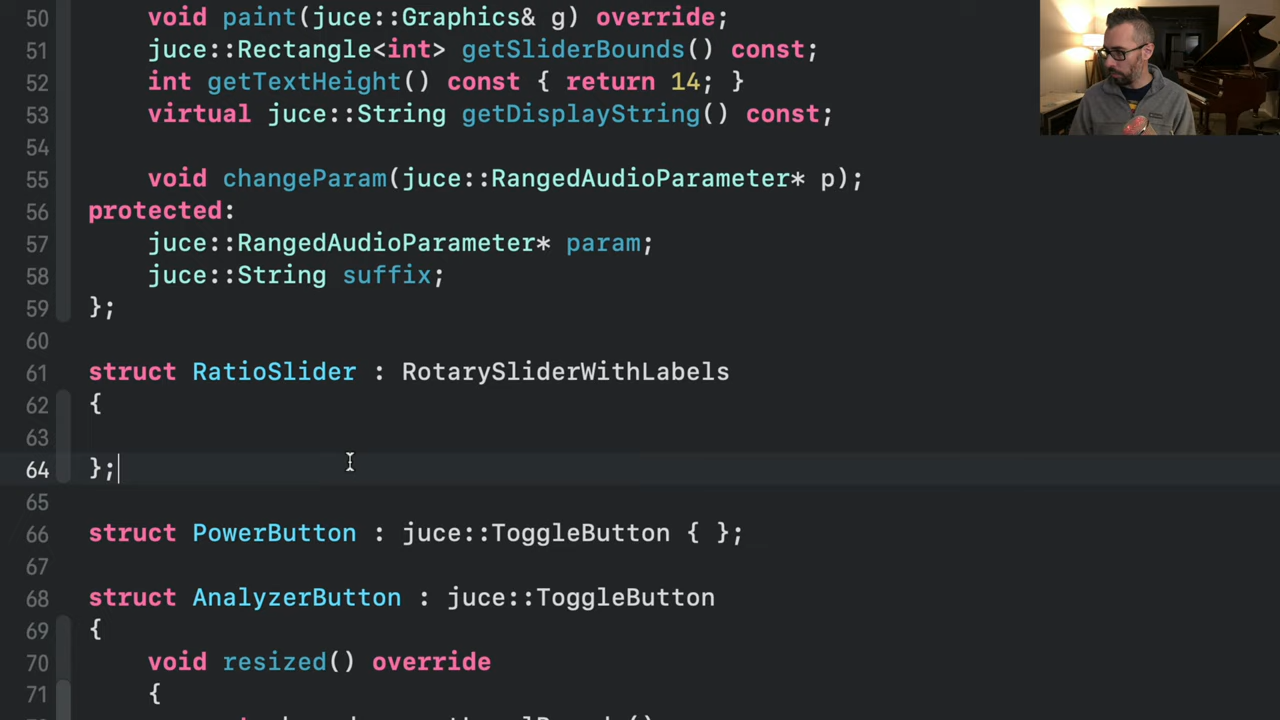 50 void paint(juce::Graphics& g) override;
51 juce::Rectangle<int> getSliderBounds() const;
52 int getTextHeight() const { return 14; }
53 virtual juce::String getDisplayString() const;
54
55 void changeParam(juce::RangedAudioParameter* p);
56 protected:
57 juce::RangedAudioParameter* param;
58 juce::String suffix;
59 };
60
61 struct RatioSlider : RotarySliderWithLabels
62 {
63
64 };
65
66 struct PowerButton : juce::ToggleButton { };
67
68 struct AnalyzerButton : juce::ToggleButton
69 {
70 void resized() override
71 {